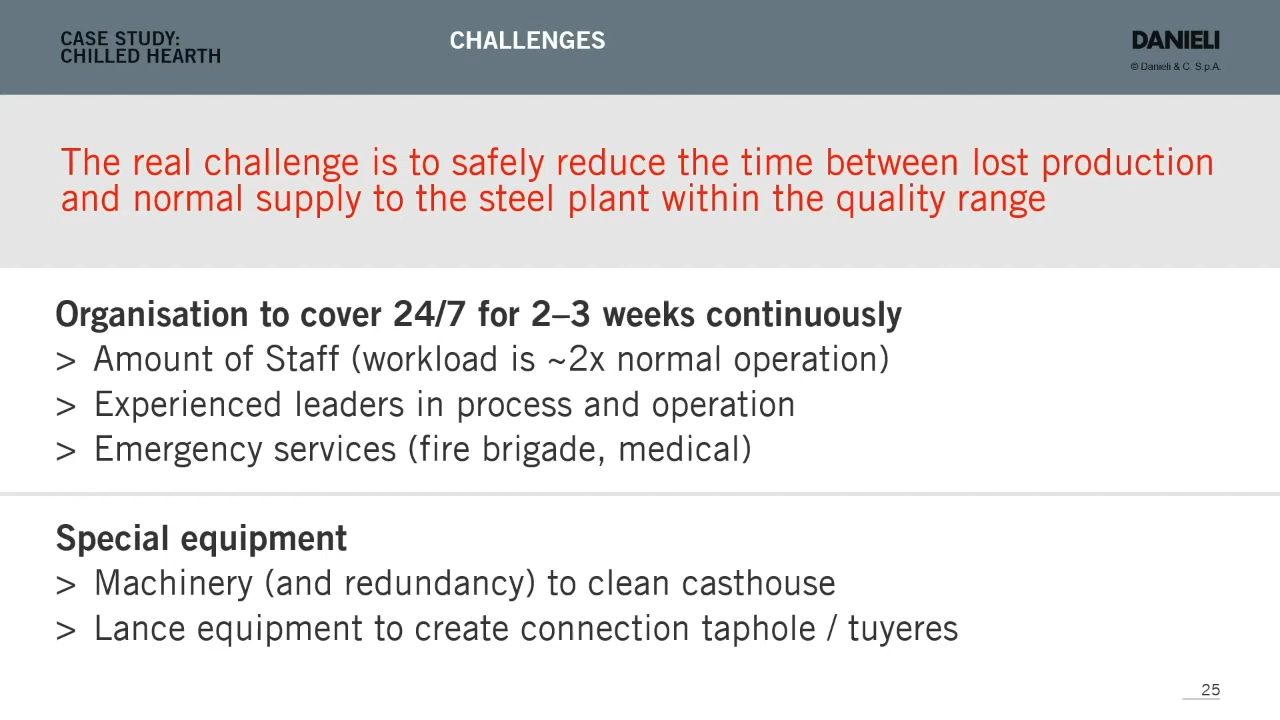 CASE STUDY:
CHILLED HEARTH
CHALLENGES
DANIELI
© Danieli & C. S.p.A.
The real challenge is to safely reduce the time between lost production
and normal supply to the steel plant within the quality range
Organisation to cover 24/7 for 2–3 weeks continuously
> Amount of Staff (workload is ~2x normal operation)
> Experienced leaders in process and operation
> Emergency services (fire brigade, medical)
Special equipment
> Machinery (and redundancy) to clean casthouse
> Lance equipment to create connection taphole / tuyeres
25